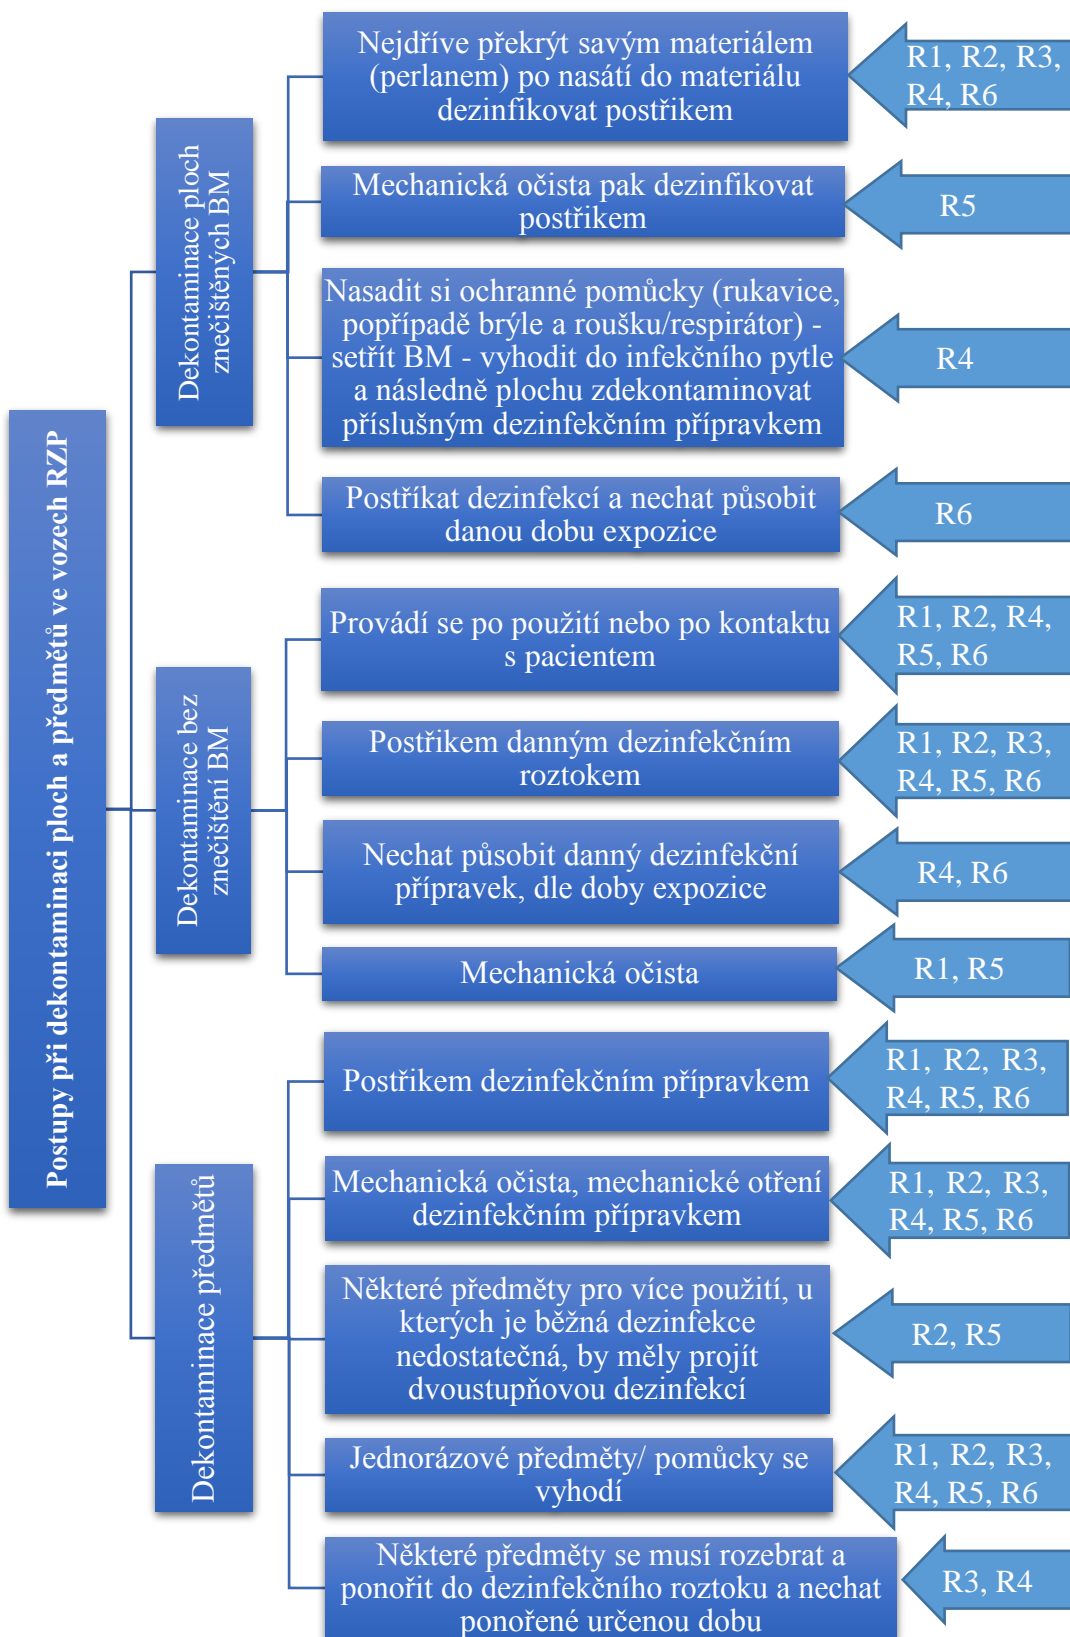 Postupy při dekontaminaci ploch a předmětů ve vozech RZP
Dekontaminace ploch
znečištěných BM
Nejdříve překrýt savým materiálem
(perlanem) po nasátí do materiálu
dezinfikovat postřikem
R1, R2, R3,
R4, R6
Mechanická očista pak dezinfikovat
postřikem
R5
Nasadit si ochranné pomůcky (rukavice,
popřípadě brýle a roušku/respirátor) -
setřít BM - vyhodit do infekčního pytle
a následně plochu zdekontaminovat
příslušným dezinfekčním přípravkem
R4
Postříkat dezinfekcí a nechat působit
danou dobu expozice
R6
Dekontaminace bez
znečištění BM
Provádí se po použití nebo po kontaktu
s pacientem
R1, R2, R4,
R5, R6
Postřikem danným dezinfekčním
roztokem
R1, R2, R3,
R4, R5, R6
Nechat působit danný dezinfekční
přípravek, dle doby expozice
R4, R6
Mechanická očista
R1, R5
Dekontaminace předmětů
Postřikem dezinfekčním přípravkem
R1, R2, R3,
R4, R5, R6
Mechanická očista, mechanické otření
dezinfekčním přípravkem
R1, R2, R3,
R4, R5, R6
Některé předměty pro více použití, u
kterých je běžná dezinfekce
nedostatečná, by měly projít
dvoustupňovou dezinfekcí
R2, R5
Jednorázové předměty/ pomůcky se
vyhodí
R1, R2, R3,
R4, R5, R6
Některé předměty se musí rozebrat a
ponořit do dezinfekčního roztoku a nechat
ponořené určenou dobu
R3, R4